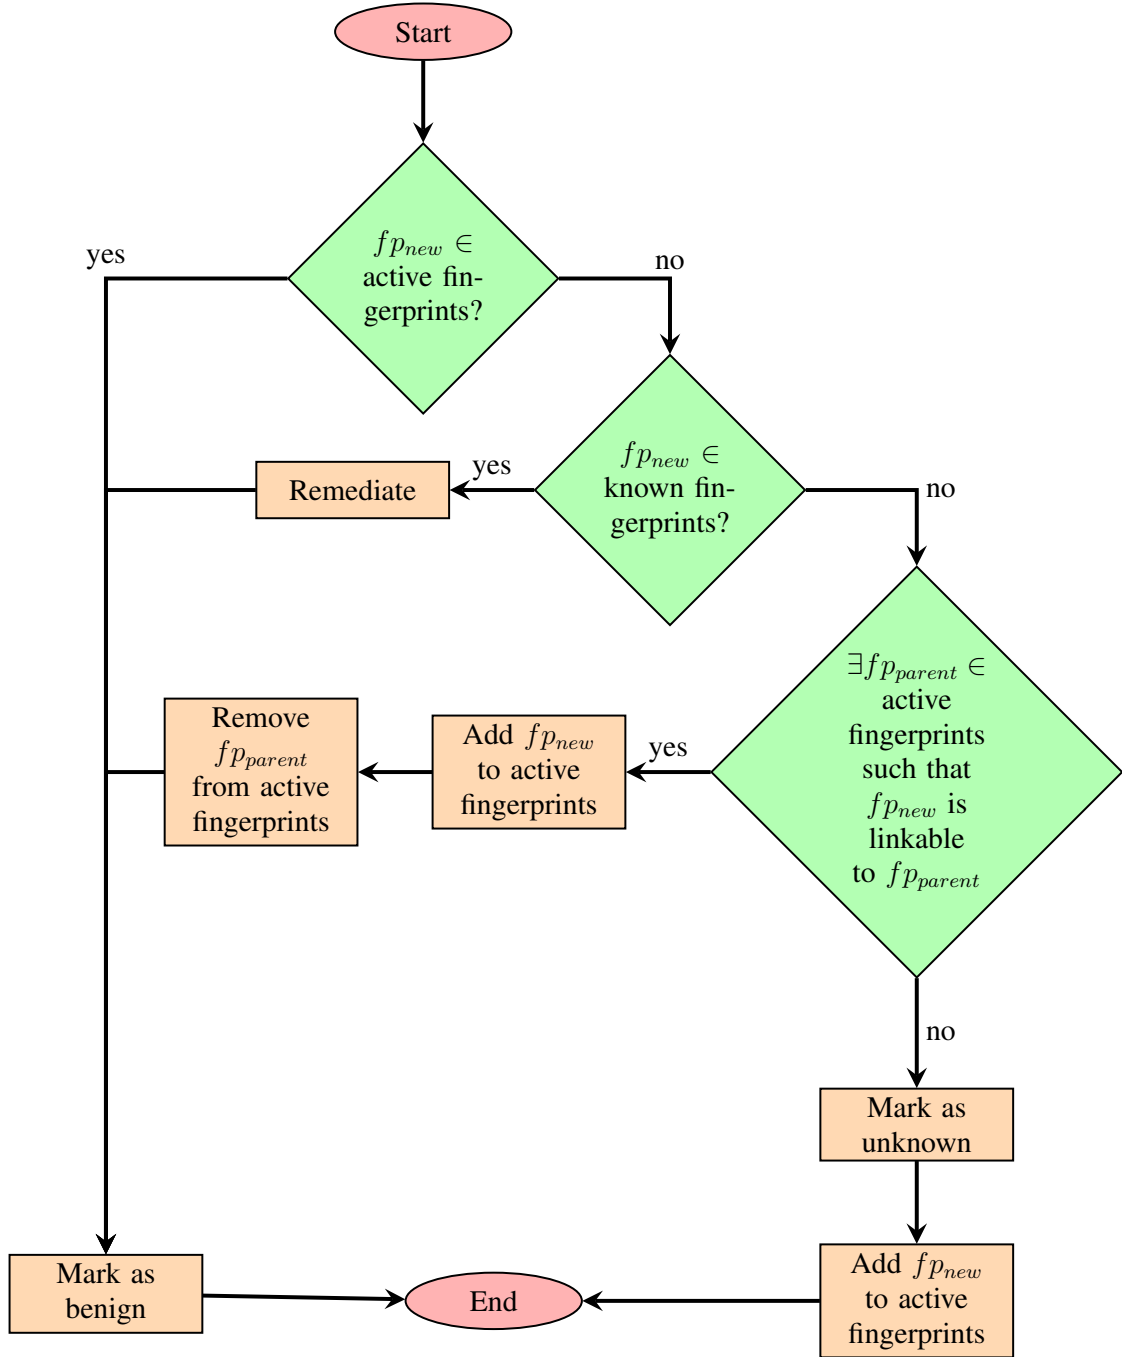 Start
fp_new ∈
active fin-
gerprints?
yes
no
fp_new ∈
known fin-
gerprints?
yes
no
Remediate
∃fp_parent ∈
active
fingerprints
such that
fp_new is
linkable
to fp_parent
yes
Add fp_new
to active
fingerprints
Remove
fp_parent
from active
fingerprints
no
Mark as
unknown
Add fp_new
to active
fingerprints
Mark as
benign
End